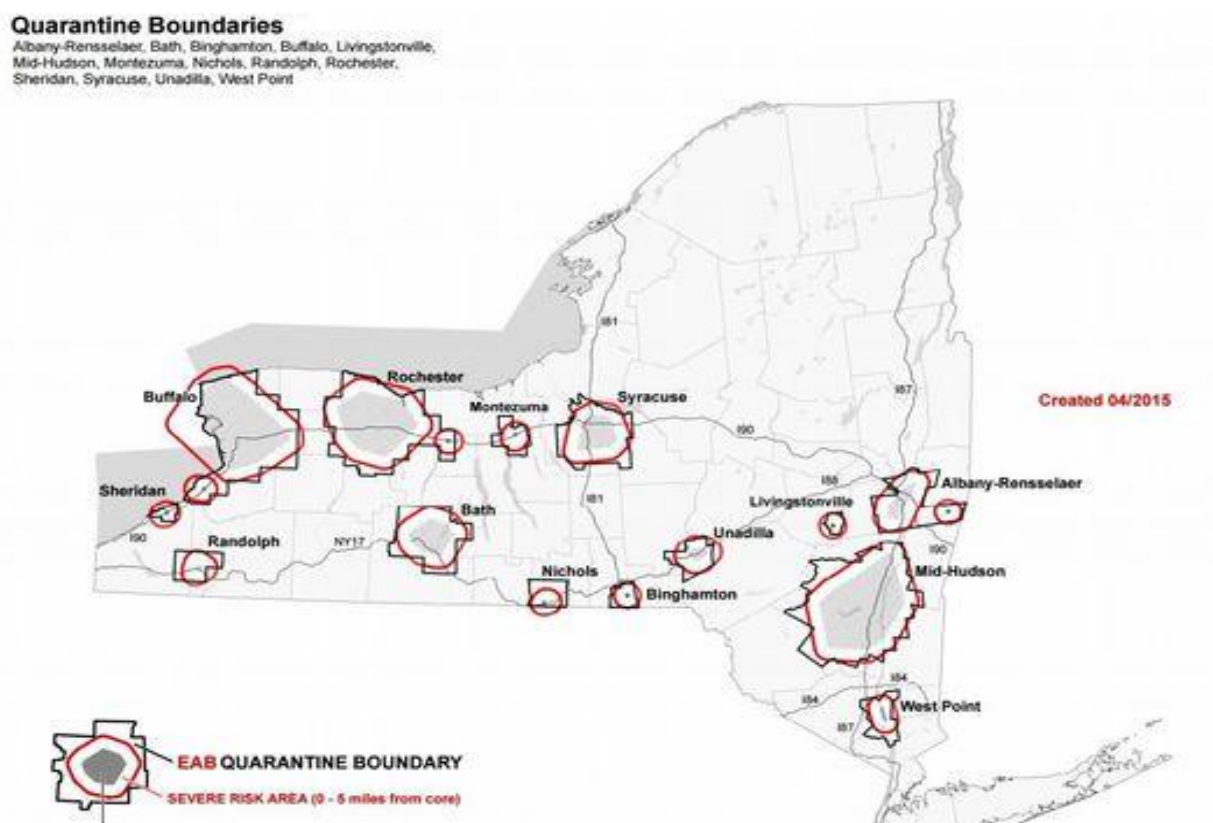 Quarantine Boundaries
Albany-Rensselaer, Bath, Binghamton, Buffalo, Livingstonville,
Mid-Hudson, Montezuma, Nichols, Randolph, Rochester,
Sheridan, Syracuse, Unadilla, West Point
I81
Rochester
Buffalo
Syracuse
Montezuma
I87
Created 04/2015
I90
I88
Albany-Rensselaer
Sheridan
I81
Livingstonville
Bath
Unadilla
I90
Randolph
NY17
I90
Nichols
Mid-Hudson
Binghamton
I84
I84
West Point
I87
EAB QUARANTINE BOUNDARY
SEVERE RISK AREA (0 - 5 miles from core)